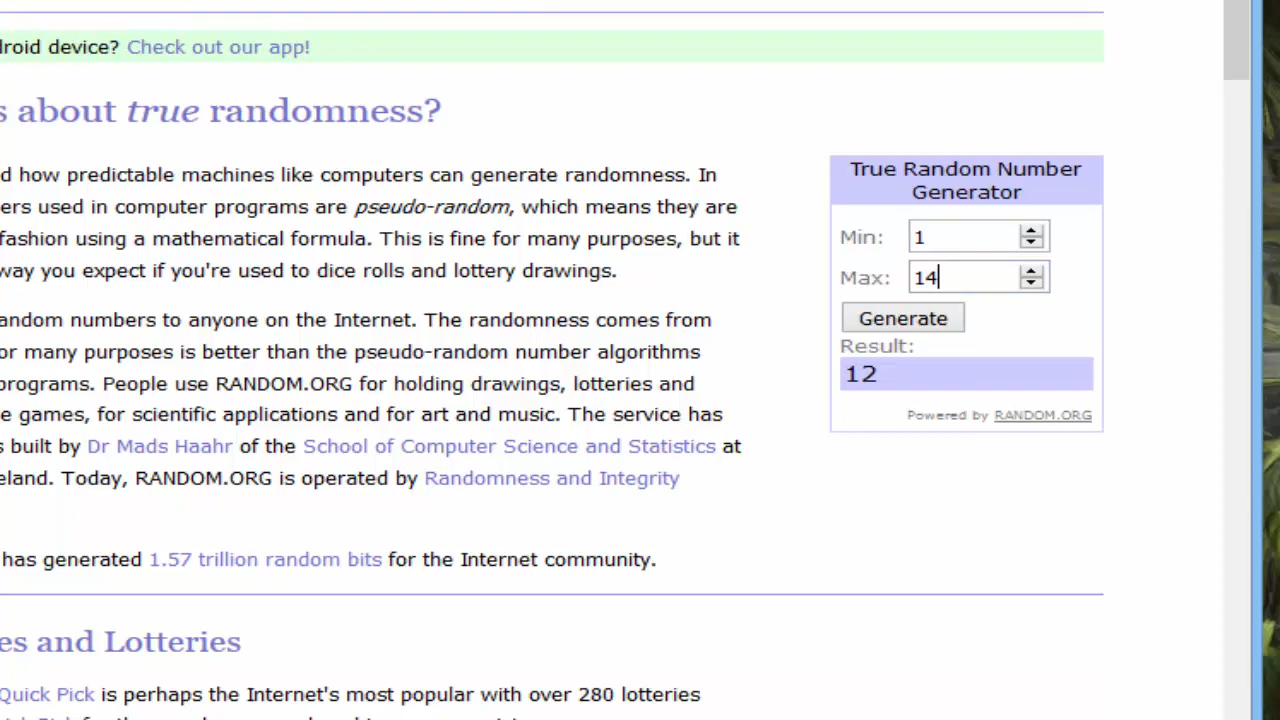 droid device? Check out our app!
s about true randomness?
d how predictable machines like computers can generate randomness. In
ers used in computer programs are pseudo-random, which means they are
fashion using a mathematical formula. This is fine for many purposes, but it
way you expect if you're used to dice rolls and lottery drawings.
andom numbers to anyone on the Internet. The randomness comes from
or many purposes is better than the pseudo-random number algorithms
programs. People use RANDOM.ORG for holding drawings, lotteries and
e games, for scientific applications and for art and music. The service has
s built by Dr Mads Haahr of the School of Computer Science and Statistics at
eland. Today, RANDOM.ORG is operated by Randomness and Integrity
has generated 1.57 trillion random bits for the Internet community.
es and Lotteries
Quick Pick is perhaps the Internet's most popular with over 280 lotteries
True Random Number
Generator
Min: 1
Max: 14
Generate
Result:
12
Powered by RANDOM.ORG